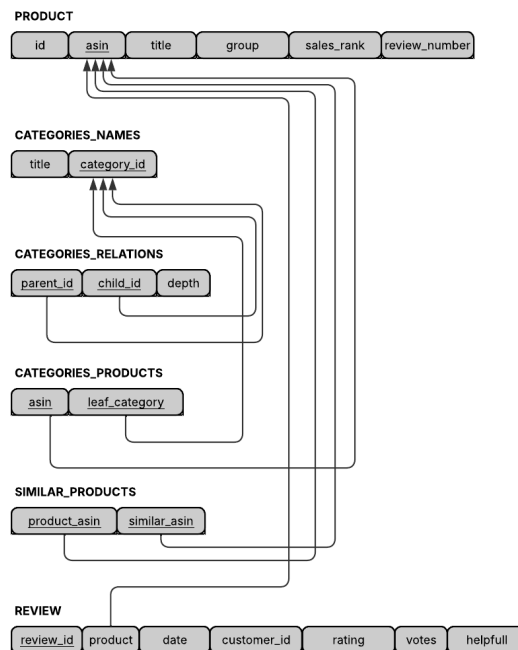 PRODUCT
id asin title group sales_rank review_number
CATEGORIES_NAMES
title category_id
CATEGORIES_RELATIONS
parent_id child_id depth
CATEGORIES_PRODUCTS
asin leaf_category
SIMILAR_PRODUCTS
product_asin similar_asin
REVIEW
review_id product date customer_id rating votes helpfull